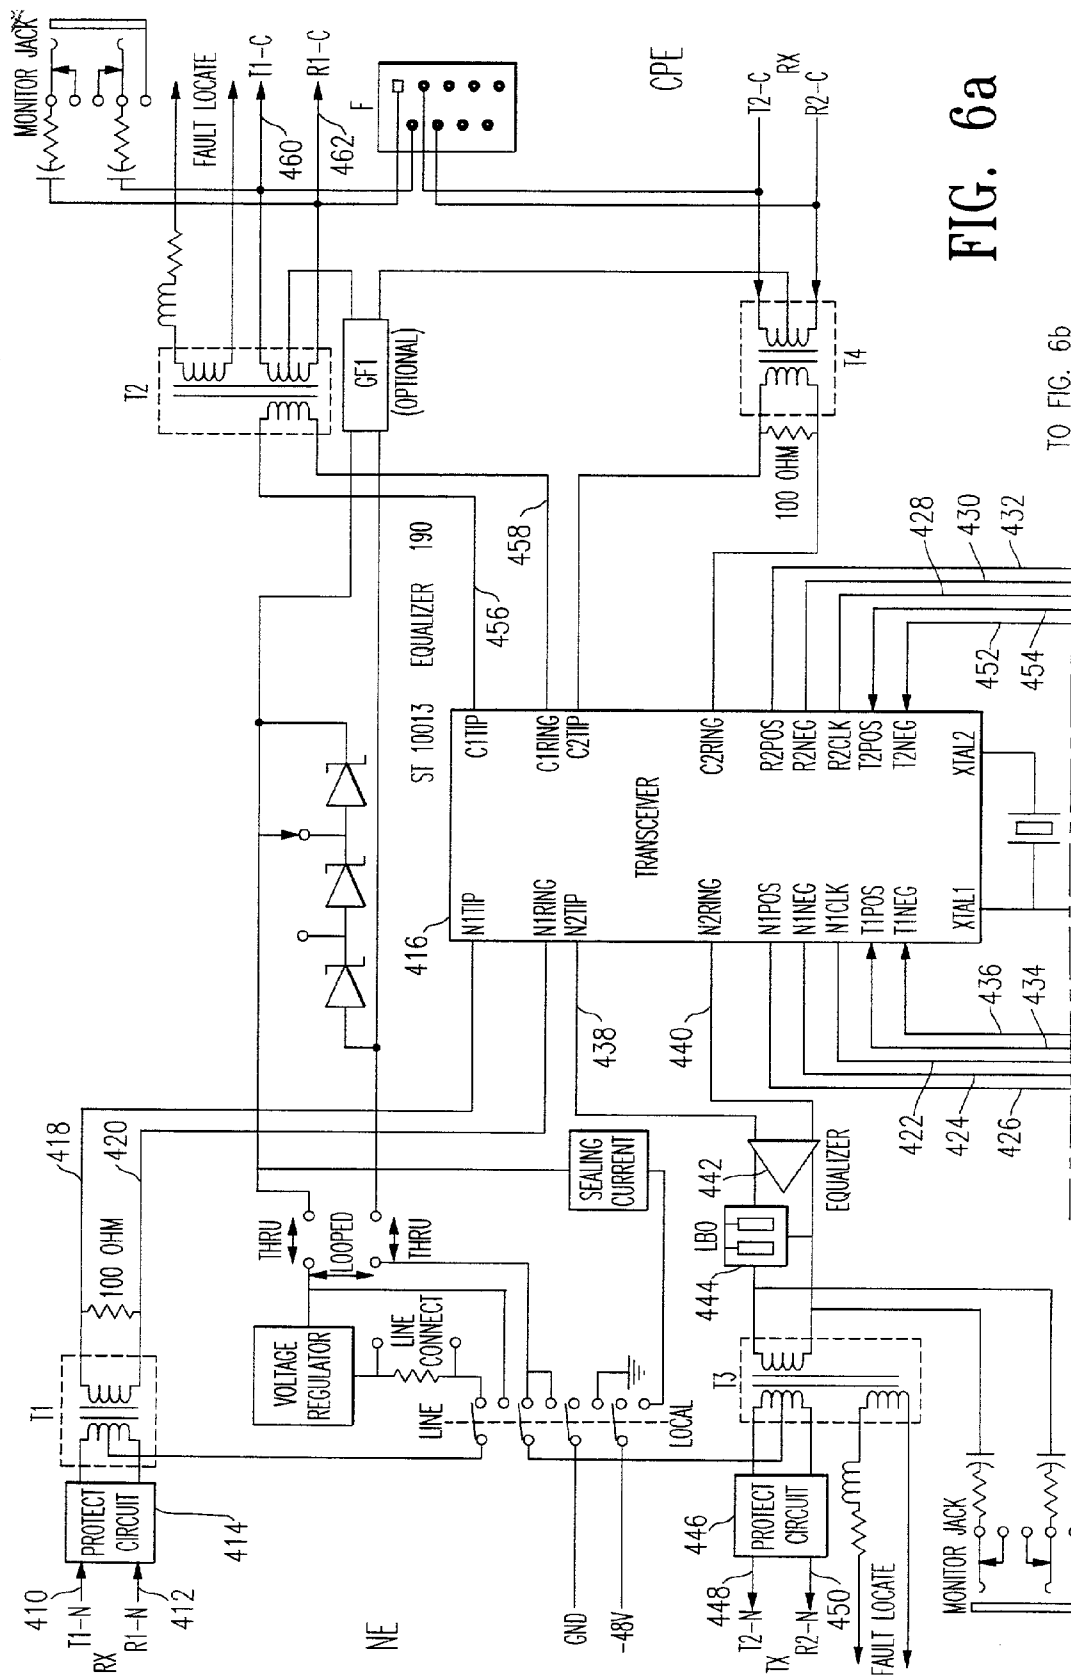 410
T1-N
RX
R1-N
412
PROTECT
CIRCUIT
414
T1
100 OHM
418
420
NE
GND
-48V
VOLTAGE
REGULATOR
LINE
CONNECT
LINE
LOCAL
THRU
LOOPED
THRU
SEALING
CURRENT
448
T2-N
TX
R2-N
450
FAULT LOCATE
446
PROTECT
CIRCUIT
T3
444
LBO
442
EQUALIZER
MONITOR JACK
438
440
422
424
426
436
434
416
TRANSCEIVER
N1TIP
N1RING
N2TIP
N2RING
N1POS
N1NEG
N1CLK
T1POS
T1NEG
XTAL1
C1TIP
C1RING
C2TIP
C2RING
R2POS
R2NEG
R2CLK
T2POS
T2NEG
XTAL2
ST 10013 EQUALIZER 190
456
458
452
454
428
430
432
T2
GF1
(OPTIONAL)
100 OHM
T4
MONITOR JACK
FAULT LOCATE
T1-C
R1-C
460
462
F
CPE
T2-C
RX
R2-C
TO FIG. 6b
FIG. 6a